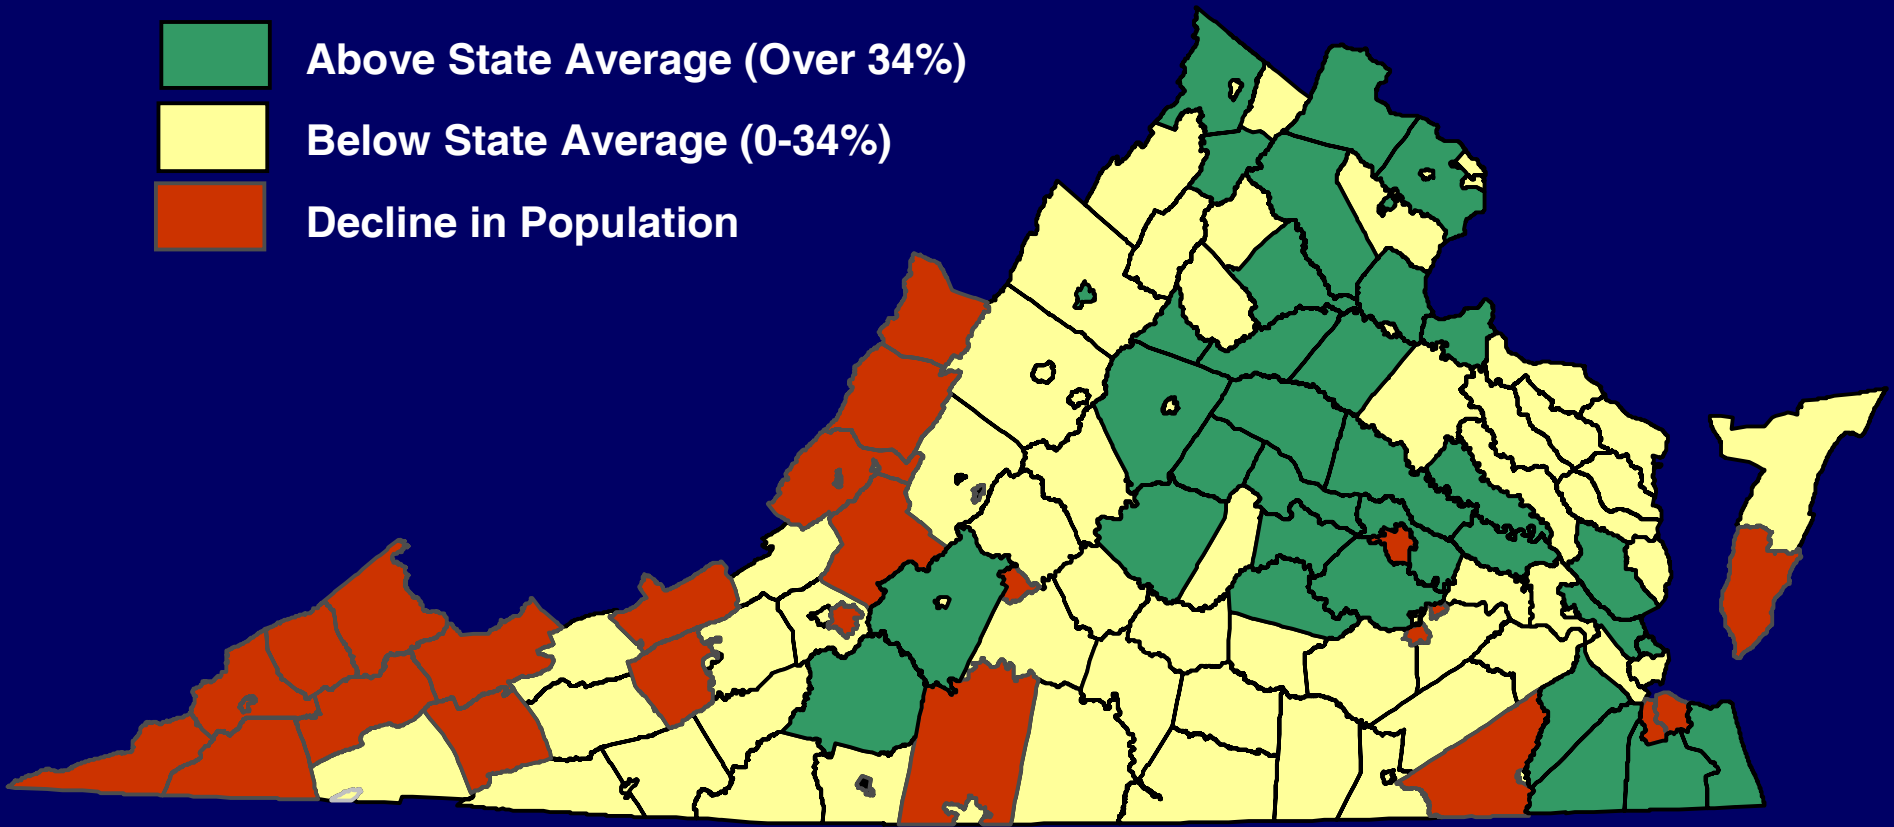 Above State Average (Over 34%)
Below State Average (0-34%)
Decline in Population